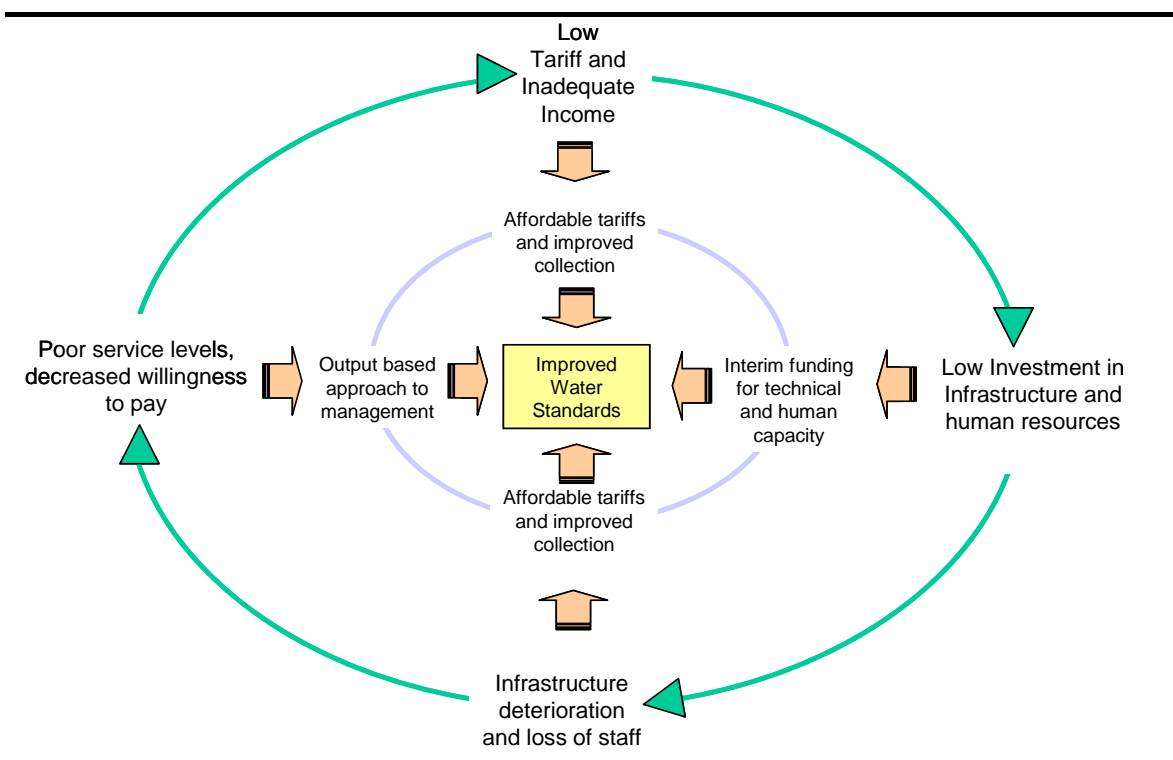 Low
Tariff and
Inadequate
Income
Affordable tariffs
and improved
collection
Poor service levels,
decreased willingness
to pay
Output based
approach to
management
Improved
Water
Standards
Interim funding
for technical
and human
capacity
Low Investment in
Infrastructure and
human resources
Affordable tariffs
and improved
collection
Infrastructure
deterioration
and loss of staff